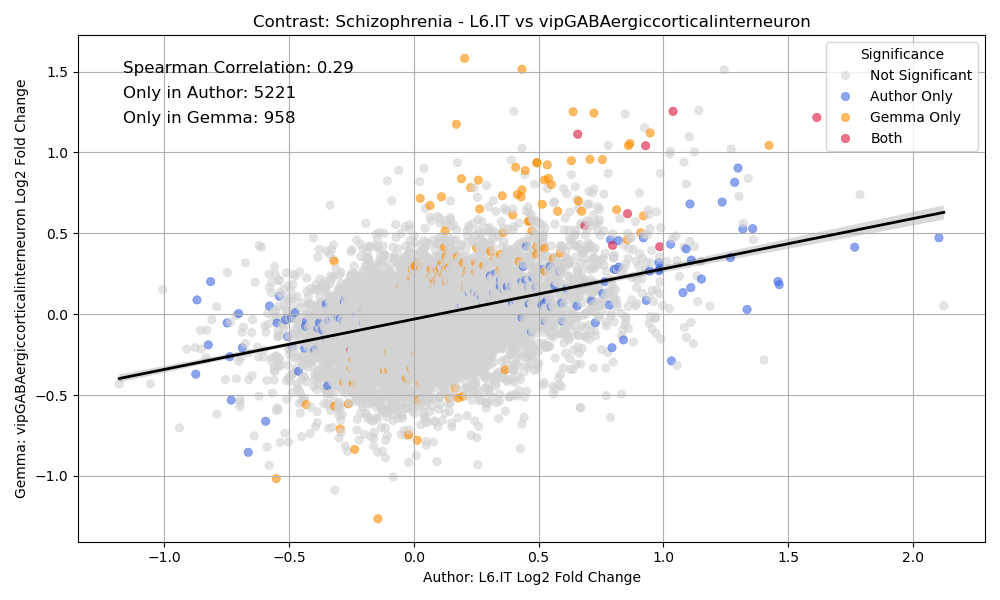 Contrast: Schizophrenia - L6.IT vs vipGABAergiccorticalinterneuron
Gemma: vipGABAergiccorticalinterneuron Log2 Fold Change
1.5
1.0
0.5
0.0
−0.5
−1.0
Spearman Correlation: 0.29
Only in Author: 5221
Only in Gemma: 958
Significance
Not Significant
Author Only
Gemma Only
Both
−1.0 −0.5 0.0 0.5 1.0 1.5 2.0
Author: L6.IT Log2 Fold Change